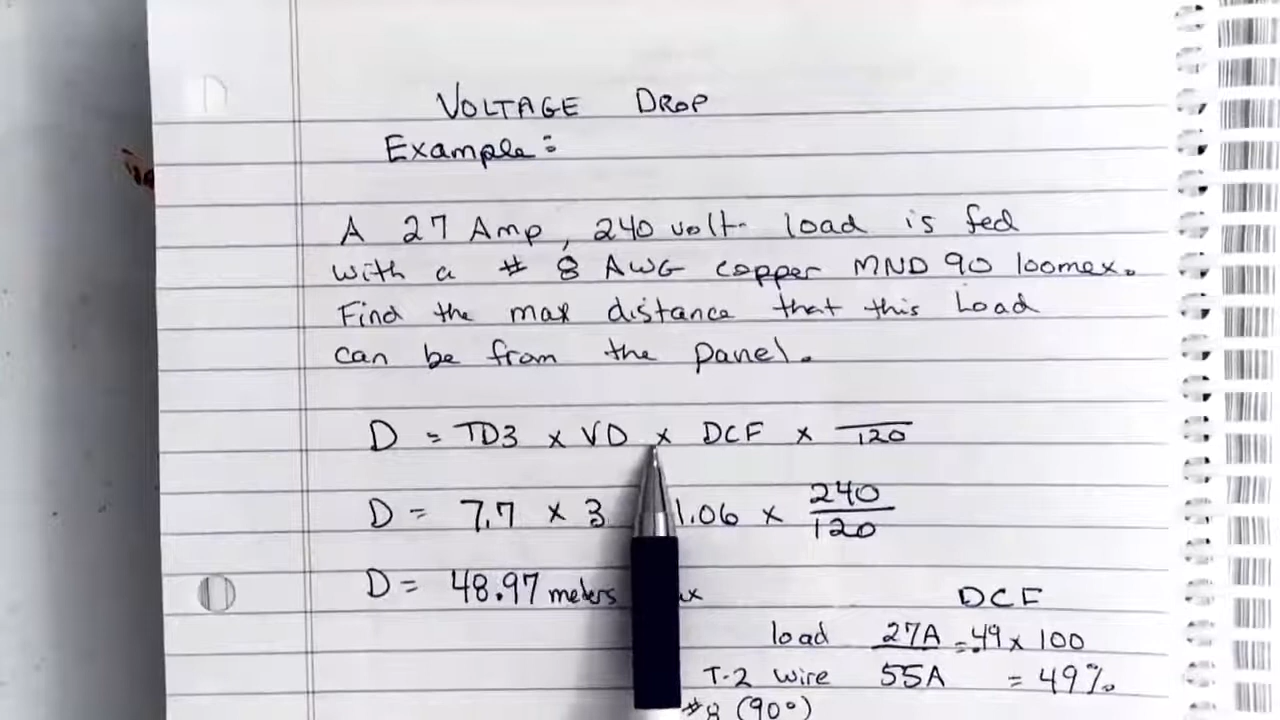 VOLTAGE DROP
Example:
A 27 Amp, 240 volt load is fed
with a # 8 AWG copper MND 90 loomex.
Find the max distance that this Load
can be from the panel.
D = TD3 x VD x DCF x — 120
D = 7.7 x 3 1.06 x 240/120
D = 48.97 meters
DCF
load 27A/55A = .49 x 100
T-2 wire = 49%
#8 (90°)